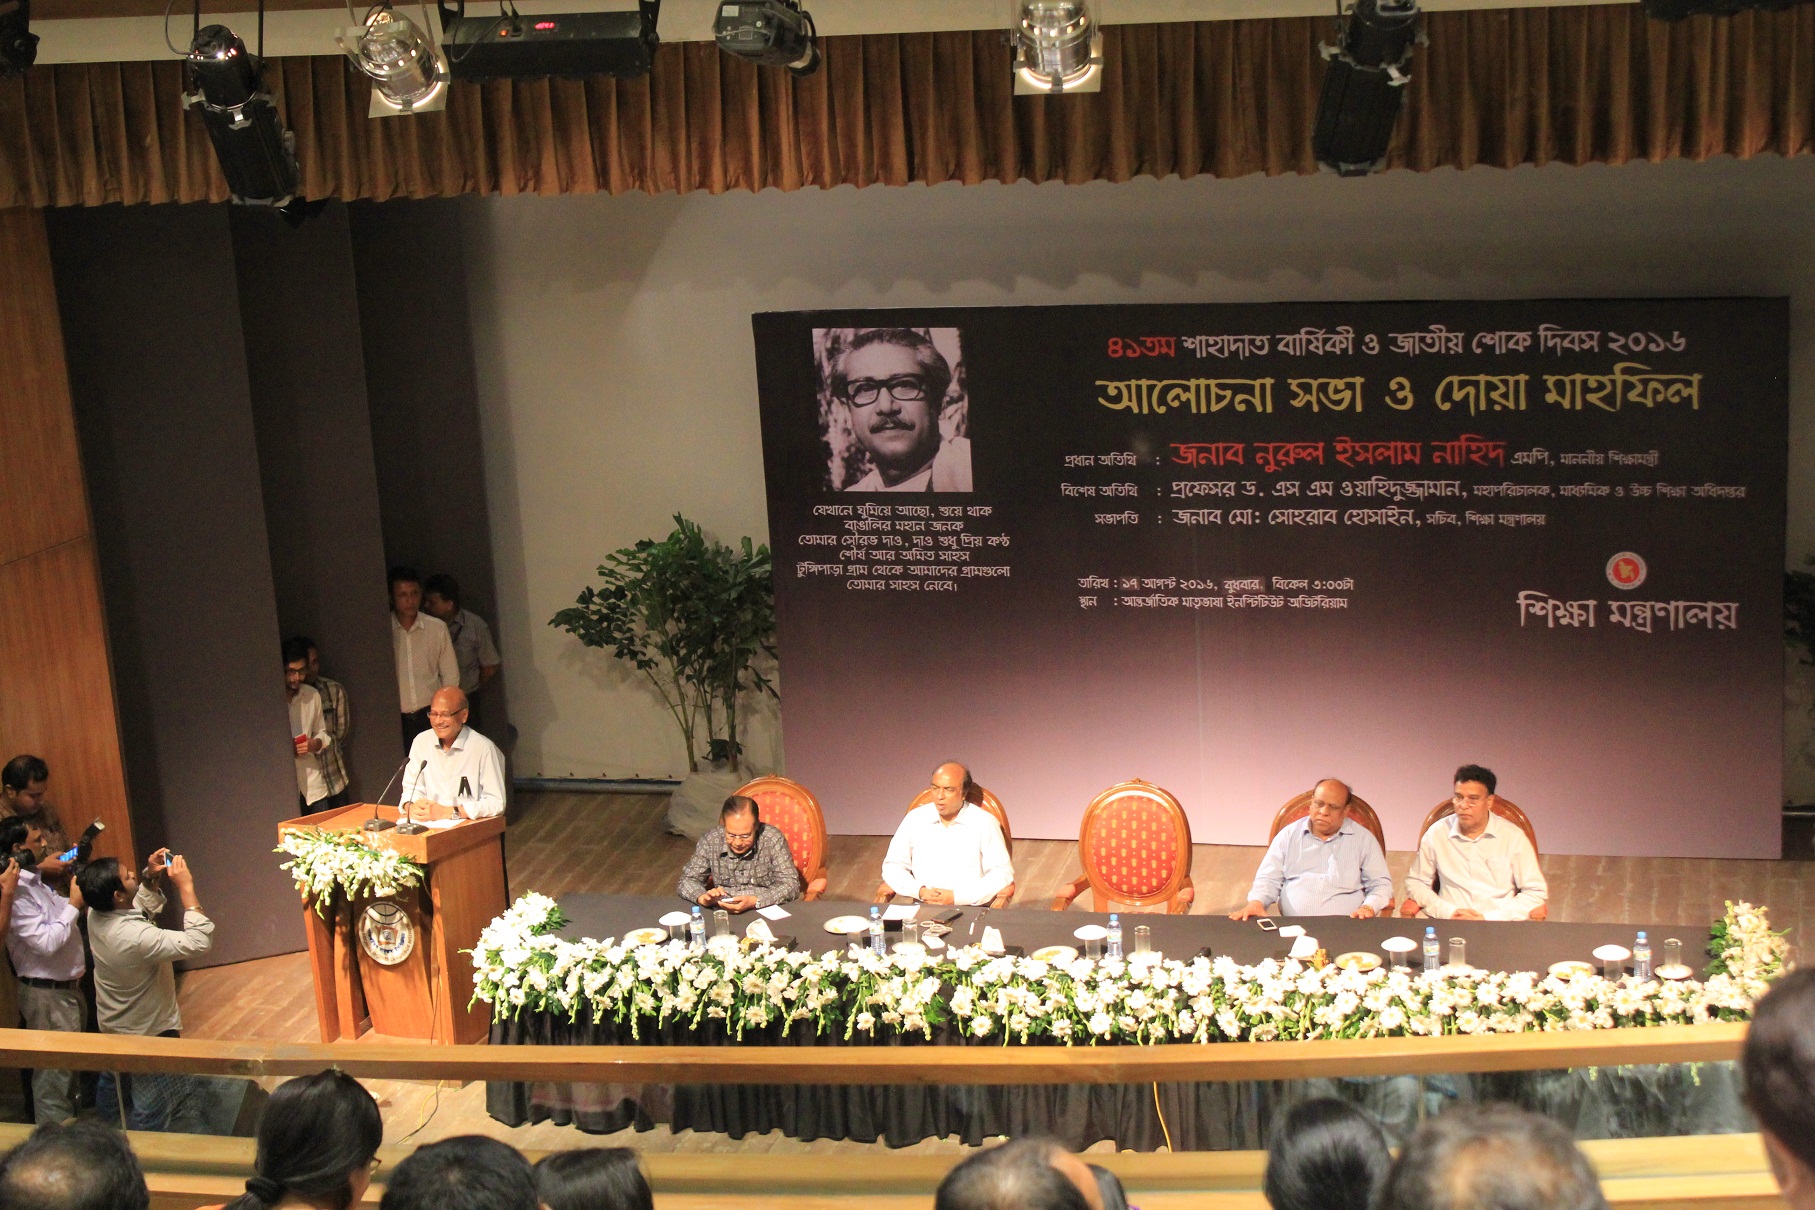 ৪১তম শাহাদাত বার্ষিকী ও জাতীয় শোক দিবস ২০১৬
আলোচনা সভা ও দোয়া মাহফিল
প্রধান অতিথি : জনাব নুরুল ইসলাম নাহিদ এমপি, মাননীয় শিক্ষামন্ত্রী
বিশেষ অতিথি : প্রফেসর ড. এস এম ওয়াহিদুজ্জামান, মহাপরিচালক, মাধ্যমিক ও উচ্চ শিক্ষা অধিদপ্তর
সভাপতি : জনাব মো: সোহরাব হোসাইন, সচিব, শিক্ষা মন্ত্রণালয়
যেখানে ঘুমিয়ে আছো, শুয়ে থাক
বাঙালির মহান জনক
তোমার সৌরভ দাও, দাও শুধু প্রিয় কণ্ঠ
শৌর্য আর অমিত সাহস
টুঙ্গিপাড়া গ্রাম থেকে আমাদের গ্রামগুলো
তোমার সাহস নেবে।
তারিখ : ১৭ আগস্ট ২০১৬, বুধবার, বিকেল ৩:০০টা
স্থান : আন্তর্জাতিক মাতৃভাষা ইনস্টিটিউট অডিটরিয়াম
শিক্ষা মন্ত্রণালয়